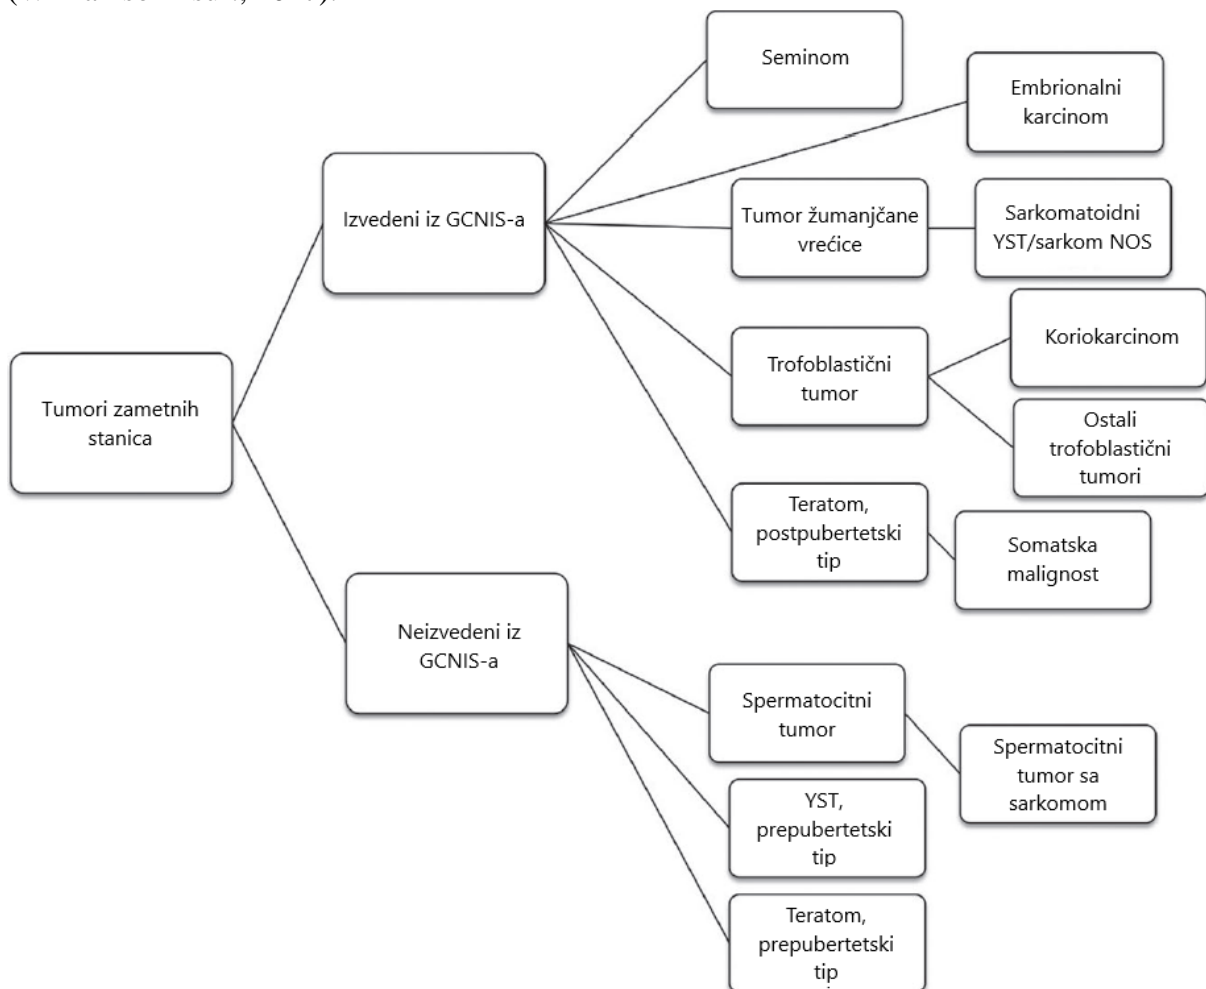 Seminom
Embrionalni
karcinom
Izvedeni iz GCNIS-a
Tumor žumanjčane
vrećice
Sarkomatoidni
YST/sarkom NOS
Trofoblastični
tumor
Koriokarcinom
Ostali
trofoblastični
tumori
Tumori zametnih
stanica
Teratom,
postpubertetski
tip
Somatska
malignost
Neizvedeni iz
GCNIS-a
Spermatocitni
tumor
Spermatocitni
tumor sa
sarkomom
YST,
prepubertetski
tip
Teratom,
prepubertetski
tip